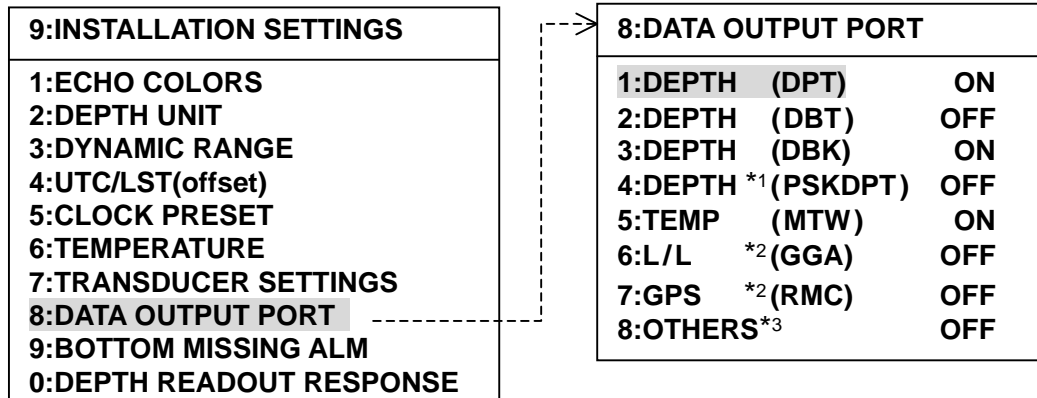 9:INSTALLATION SETTINGS
1:ECHO COLORS
2:DEPTH UNIT
3:DYNAMIC RANGE
4:UTC/LST(offset)
5:CLOCK PRESET
6:TEMPERATURE
7:TRANSDUCER SETTINGS
8:DATA OUTPUT PORT
9:BOTTOM MISSING ALM
0:DEPTH READOUT RESPONSE
8:DATA OUTPUT PORT
1:DEPTH (DPT) ON
2:DEPTH (DBT) OFF
3:DEPTH (DBK) ON
4:DEPTH *1(PSKDPT) OFF
5:TEMP (MTW) ON
6:L/L *2(GGA) OFF
7:GPS *2(RMC) OFF
8:OTHERS*3 OFF